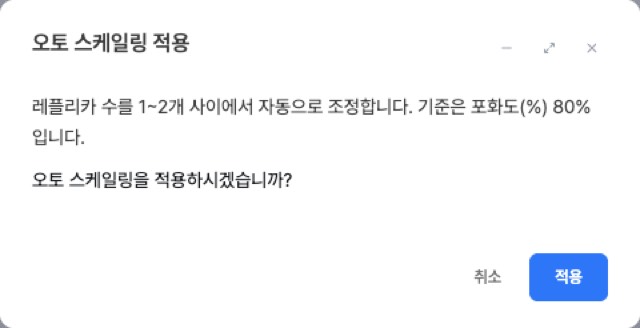 오토 스케일링 적용
레플리카 수를 1~2개 사이에서 자동으로 조정합니다. 기준은 포화도(%) 80%
입니다.
오토 스케일링을 적용하시겠습니까?
취소
적용